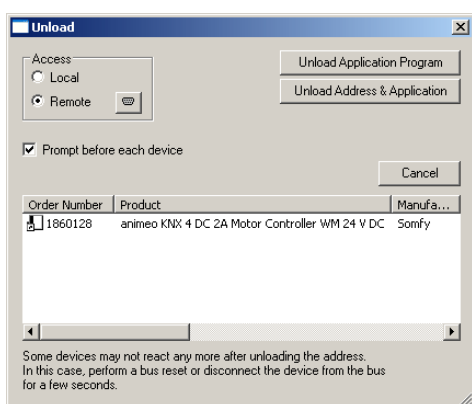 Unload
Access
Local
Remote
Unload Application Program
Unload Address & Application
Prompt before each device
Cancel
Order Number Product Manufa...
1860128 animeo KNX 4 DC 2A Motor Controller WM 24 V DC Somfy
Some devices may not react any more after unloading the address.
In this case, perform a bus reset or disconnect the device from the bus
for a few seconds.